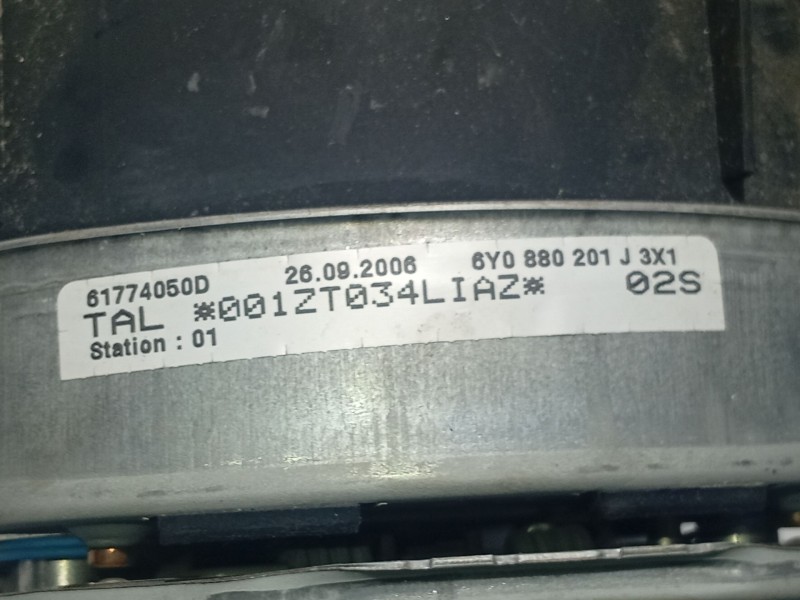 61774050D 26.09.2006 6Y0 880 201 J 3X1
TAL *001ZT034LIAZ* 02S
Station : 01